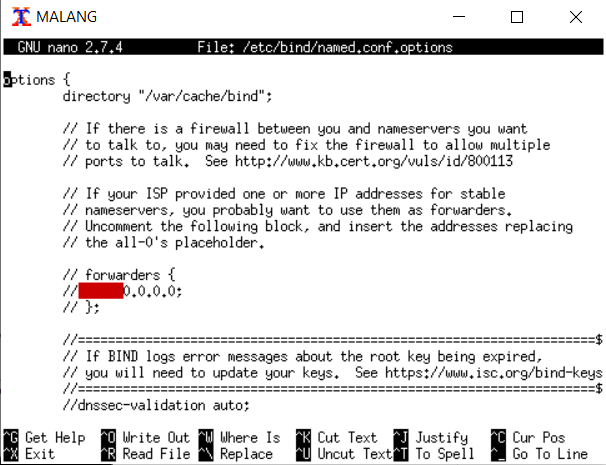 MALANG
GNU nano 2.7.4 File: /etc/bind/named.conf.options
options {
directory "/var/cache/bind";
// If there is a firewall between you and nameservers you want
// to talk to, you may need to fix the firewall to allow multiple
// ports to talk. See http://www.kb.cert.org/vuls/id/800113
// If your ISP provided one or more IP addresses for stable
// nameservers, you probably want to use them as forwarders.
// Uncomment the following block, and insert the addresses replacing
// the all-0's placeholder.
// forwarders {
// 0.0.0.0;
// };
//=====================================================================$
// If BIND logs error messages about the root key being expired,
// you will need to update your keys. See https://www.isc.org/bind-keys
//=====================================================================$
//dnssec-validation auto;
^G Get Help ^O Write Out ^W Where Is ^K Cut Text ^J Justify ^C Cur Pos
^X Exit ^R Read File ^\ Replace ^U Uncut Text ^T To Spell ^_ Go To Line